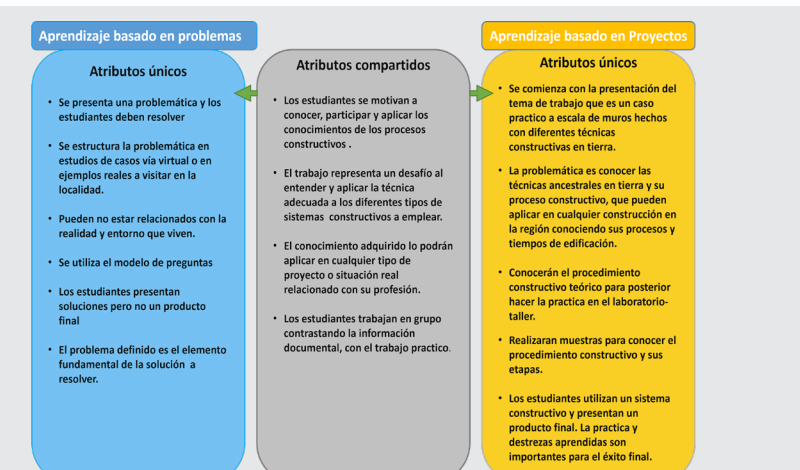 Aprendizaje basado en problemas
Atributos únicos
• Se presenta una problemática y los
estudiantes deben resolver
• Se estructura la problemática en
estudios de casos vía virtual o en
ejemplos reales a visitar en la
localidad.
• Pueden no estar relacionados con la
realidad y entorno que viven.
• Se utiliza el modelo de preguntas
• Los estudiantes presentan
soluciones pero no un producto
final
• El problema definido es el elemento
fundamental de la solución a
resolver.
Atributos compartidos
• Los estudiantes se motivan a
conocer, participar y aplicar los
conocimientos de los procesos
constructivos .
• El trabajo representa un desafío al
entender y aplicar la técnica
adecuada a los diferentes tipos de
sistemas constructivos a emplear.
• El conocimiento adquirido lo podrán
aplicar en cualquier tipo de
proyecto o situación real
relacionado con su profesión.
• Los estudiantes trabajan en grupo
contrastando la información
documental, con el trabajo practico.
Aprendizaje basado en Proyectos
Atributos únicos
• Se comienza con la presentación del
tema de trabajo que es un caso
practico a escala de muros hechos
con diferentes técnicas
constructivas en tierra.
• La problemática es conocer las
técnicas ancestrales en tierra y su
proceso constructivo, que pueden
aplicar en cualquier construcción en
la región conociendo sus procesos y
tiempos de edificación.
• Conocerán el procedimiento
constructivo teórico para posterior
hacer la practica en el laboratorio-
taller.
• Realizaran muestras para conocer el
procedimiento constructivo y sus
etapas.
• Los estudiantes utilizan un sistema
constructivo y presentan un
producto final. La practica y
destrezas aprendidas son
importantes para el éxito final.